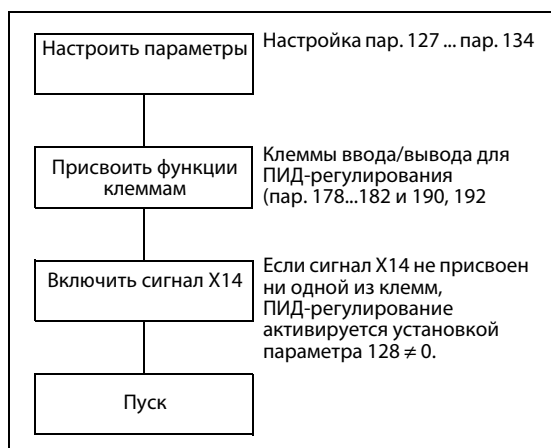 Настроить параметры
Настройка пар. 127 ... пар. 134
Присвоить функции
клеммам
Клеммы ввода/вывода для
ПИД-регулирования
(пар. 178...182 и 190, 192
Включить сигнал X14
Если сигнал X14 не присвоен
ни одной из клемм,
ПИД-регулирование
активируется установкой
параметра 128 ≠ 0.
Пуск